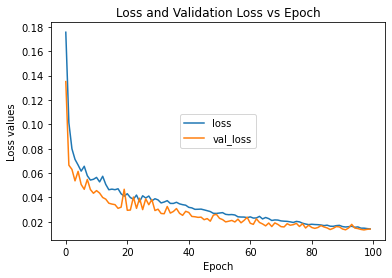 Loss and Validation Loss vs Epoch
Loss values
0.18
0.16
0.14
0.12
0.10
0.08
0.06
0.04
0.02
loss
val_loss
0 20 40 60 80 100
Epoch